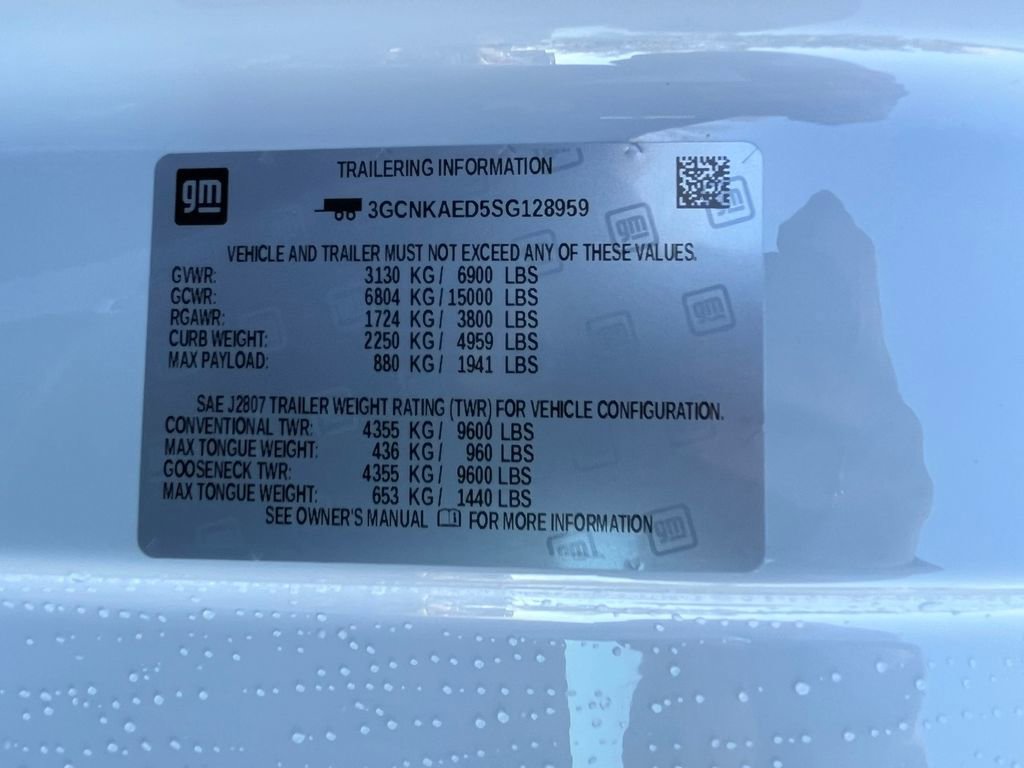 gm
TRAILERING INFORMATION
3GCNKAED5SG128959
VEHICLE AND TRAILER MUST NOT EXCEED ANY OF THESE VALUES.
GVWR: 3130 KG / 6900 LBS
GCWR: 6804 KG / 15000 LBS
RGAWR: 1724 KG / 3800 LBS
CURB WEIGHT: 2250 KG / 4959 LBS
MAX PAYLOAD: 880 KG / 1941 LBS
SAE J2807 TRAILER WEIGHT RATING (TWR) FOR VEHICLE CONFIGURATION.
CONVENTIONAL TWR: 4355 KG / 9600 LBS
MAX TONGUE WEIGHT: 436 KG / 960 LBS
GOOSENECK TWR: 4355 KG / 9600 LBS
MAX TONGUE WEIGHT: 653 KG / 1440 LBS
SEE OWNER'S MANUAL FOR MORE INFORMATION